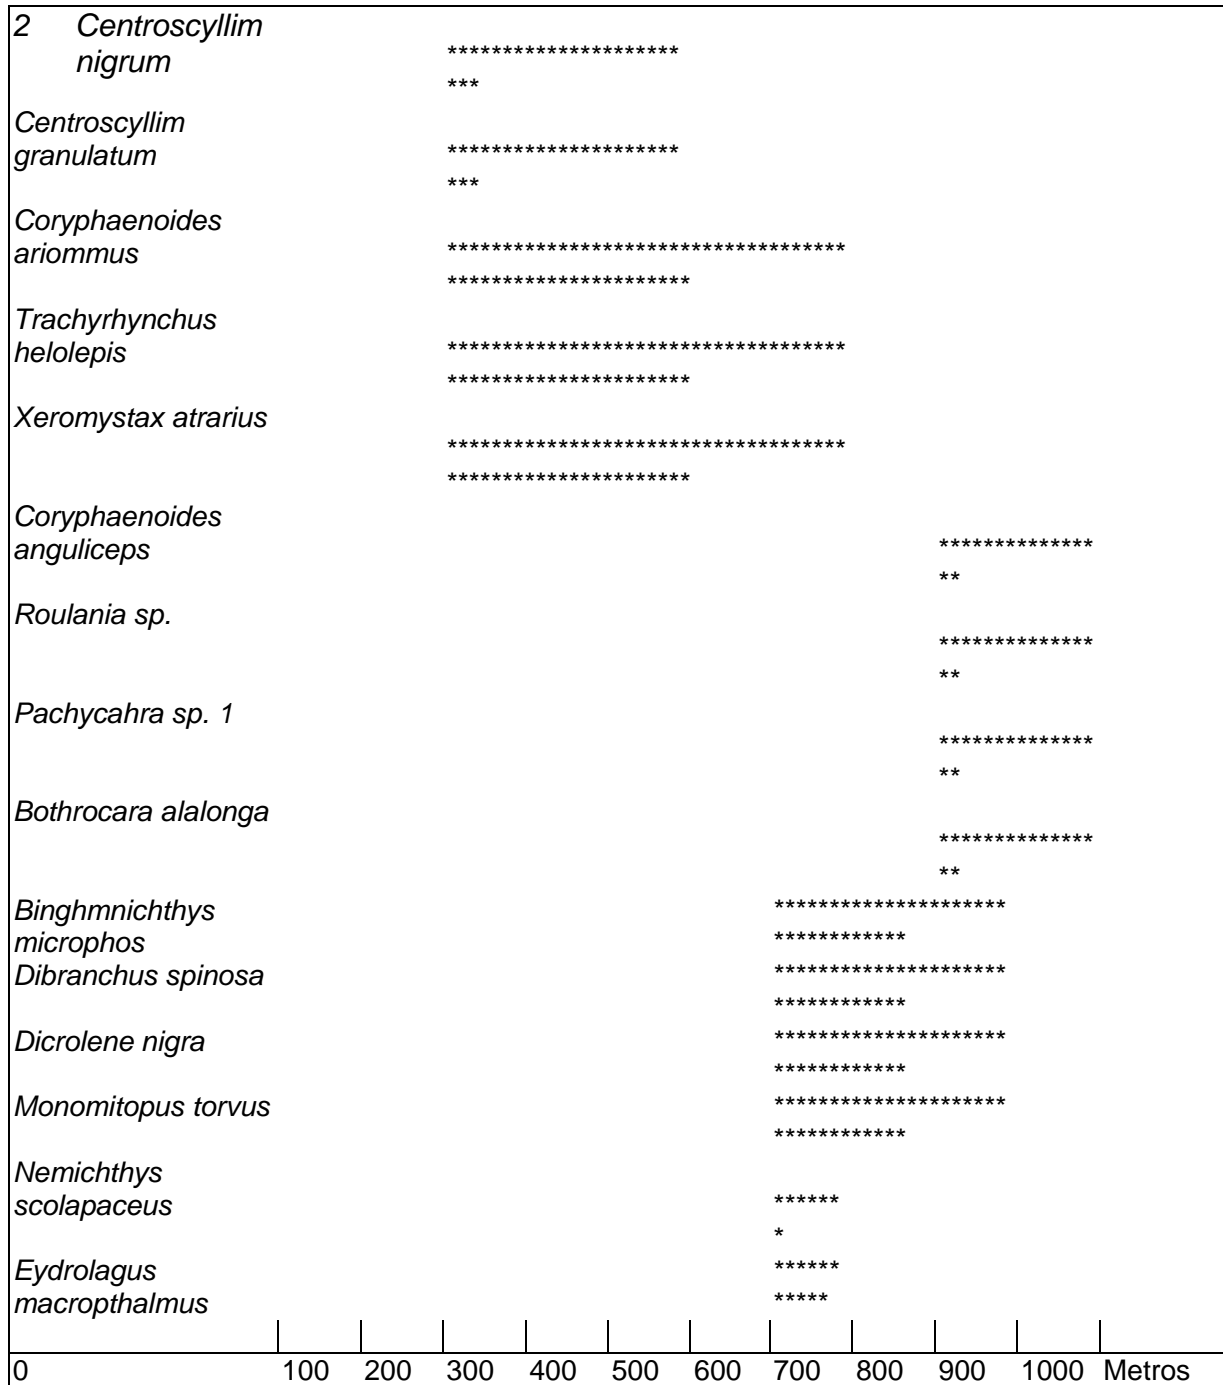 2 Centroscyllim
nigrum *********************
***
Centroscyllim
granulatum *********************
***
Coryphaenoides
ariommus ************************************
**********************
Trachyrhynchus
helolepis ************************************
**********************
Xeromystax atrarius
************************************
**********************
Coryphaenoides
anguliceps **************
**
Roulania sp.
**************
**
Pachycahra sp. 1
**************
**
Bothrocara alalonga
**************
**
Binghmnichthys *********************
microphos ************
Dibranchus spinosa *********************
************
Dicrolene nigra *********************
************
Monomitopus torvus *********************
************
Nemichthys
scolapaceus ******
*
Eydrolagus ******
macropthalmus *****
0 100 200 300 400 500 600 700 800 900 1000 Metros